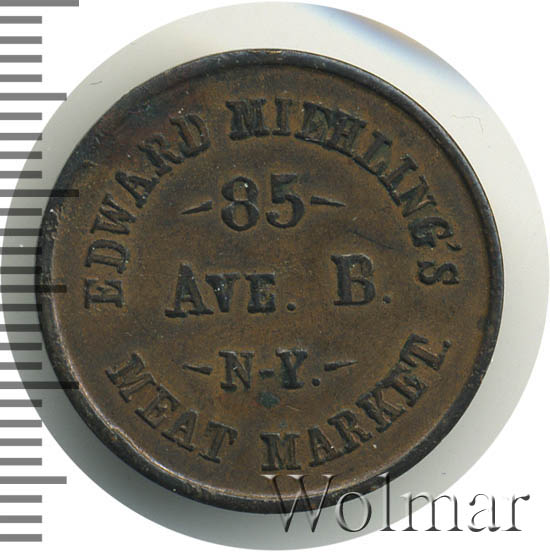 EDWARD MIEHLING'S
-85-
AVE. B.
-N-Y.-
MEAT MARKET.
Wolmar